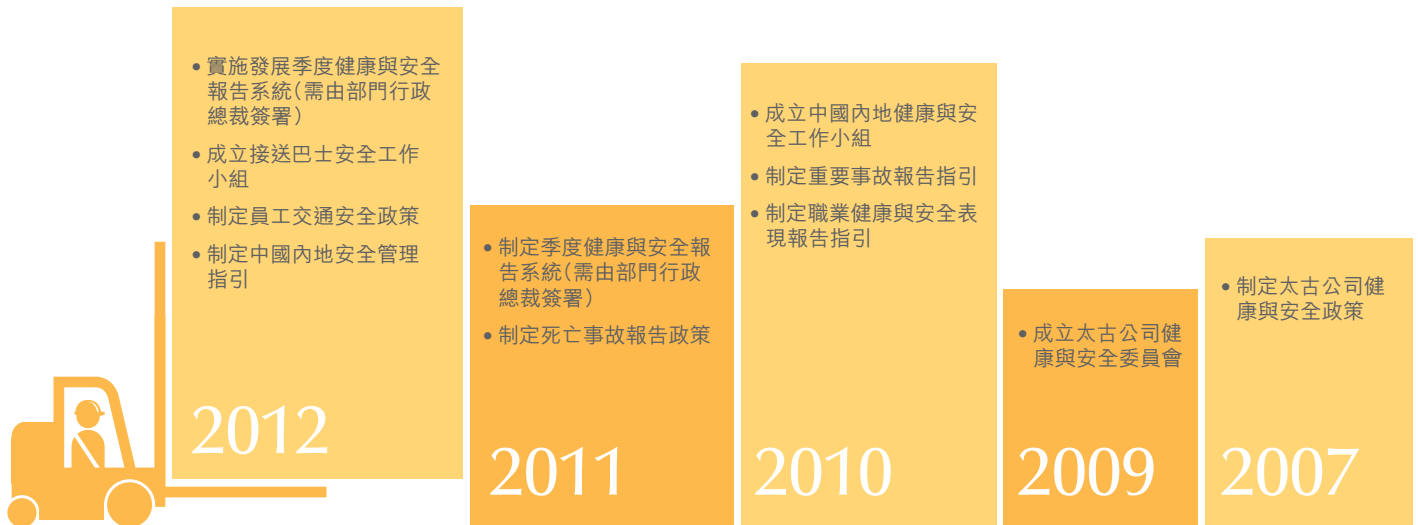 • 實施發展季度健康與安全
報告系統(需由部門行政
總裁簽署)
• 成立接送巴士安全工作
小組
• 制定員工交通安全政策
• 制定中國內地安全管理
指引
2012
• 制定季度健康與安全報
告系統(需由部門行政
總裁簽署)
• 制定死亡事故報告政策
2011
• 成立中國內地健康與安
全工作小組
• 制定重要事故報告指引
• 制定職業健康與安全表
現報告指引
2010
• 成立太古公司健
康與安全委員會
2009
• 制定太古公司健
康與安全政策
2007